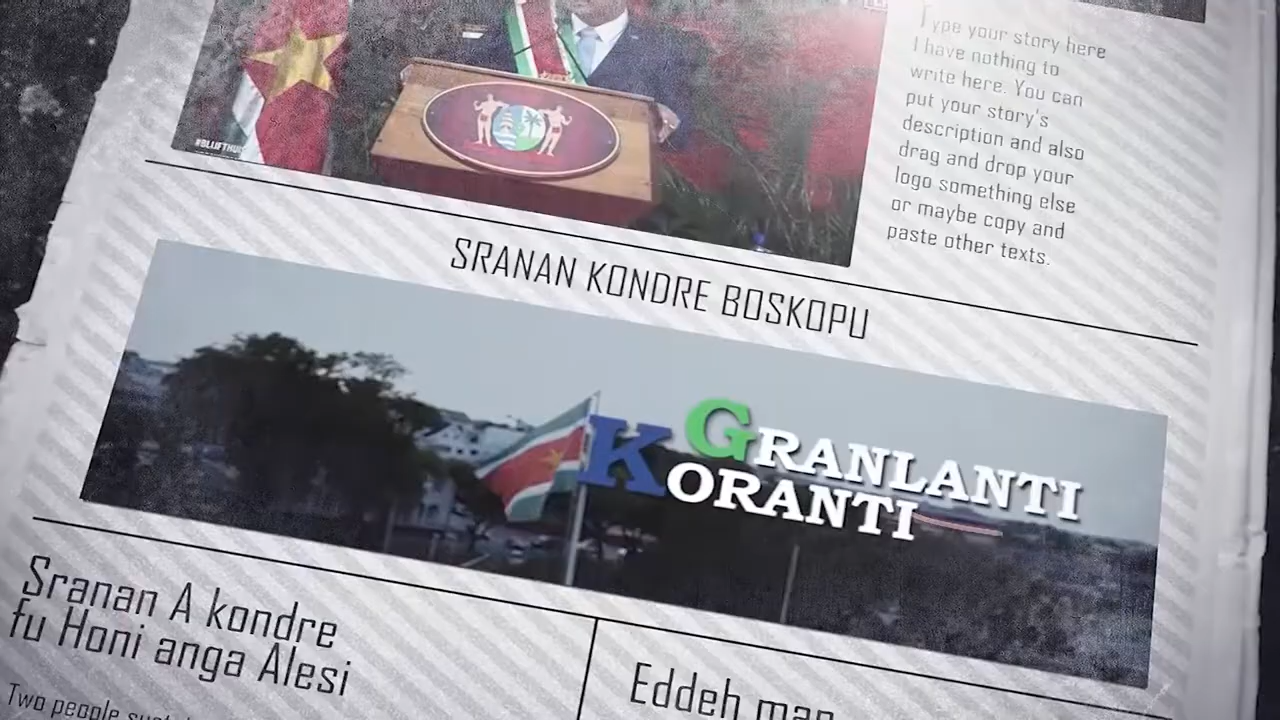 Type your story here
I have nothing to
write here. You can
put your story's
description and also
drag and drop your
logo something else
or maybe copy and
paste other texts.
SRANAN KONDRE BOSKOPU
GRANLANTI
KORANTI
Sranan A kondre
fu Honi anga Alesi
Two people
Eddeh man